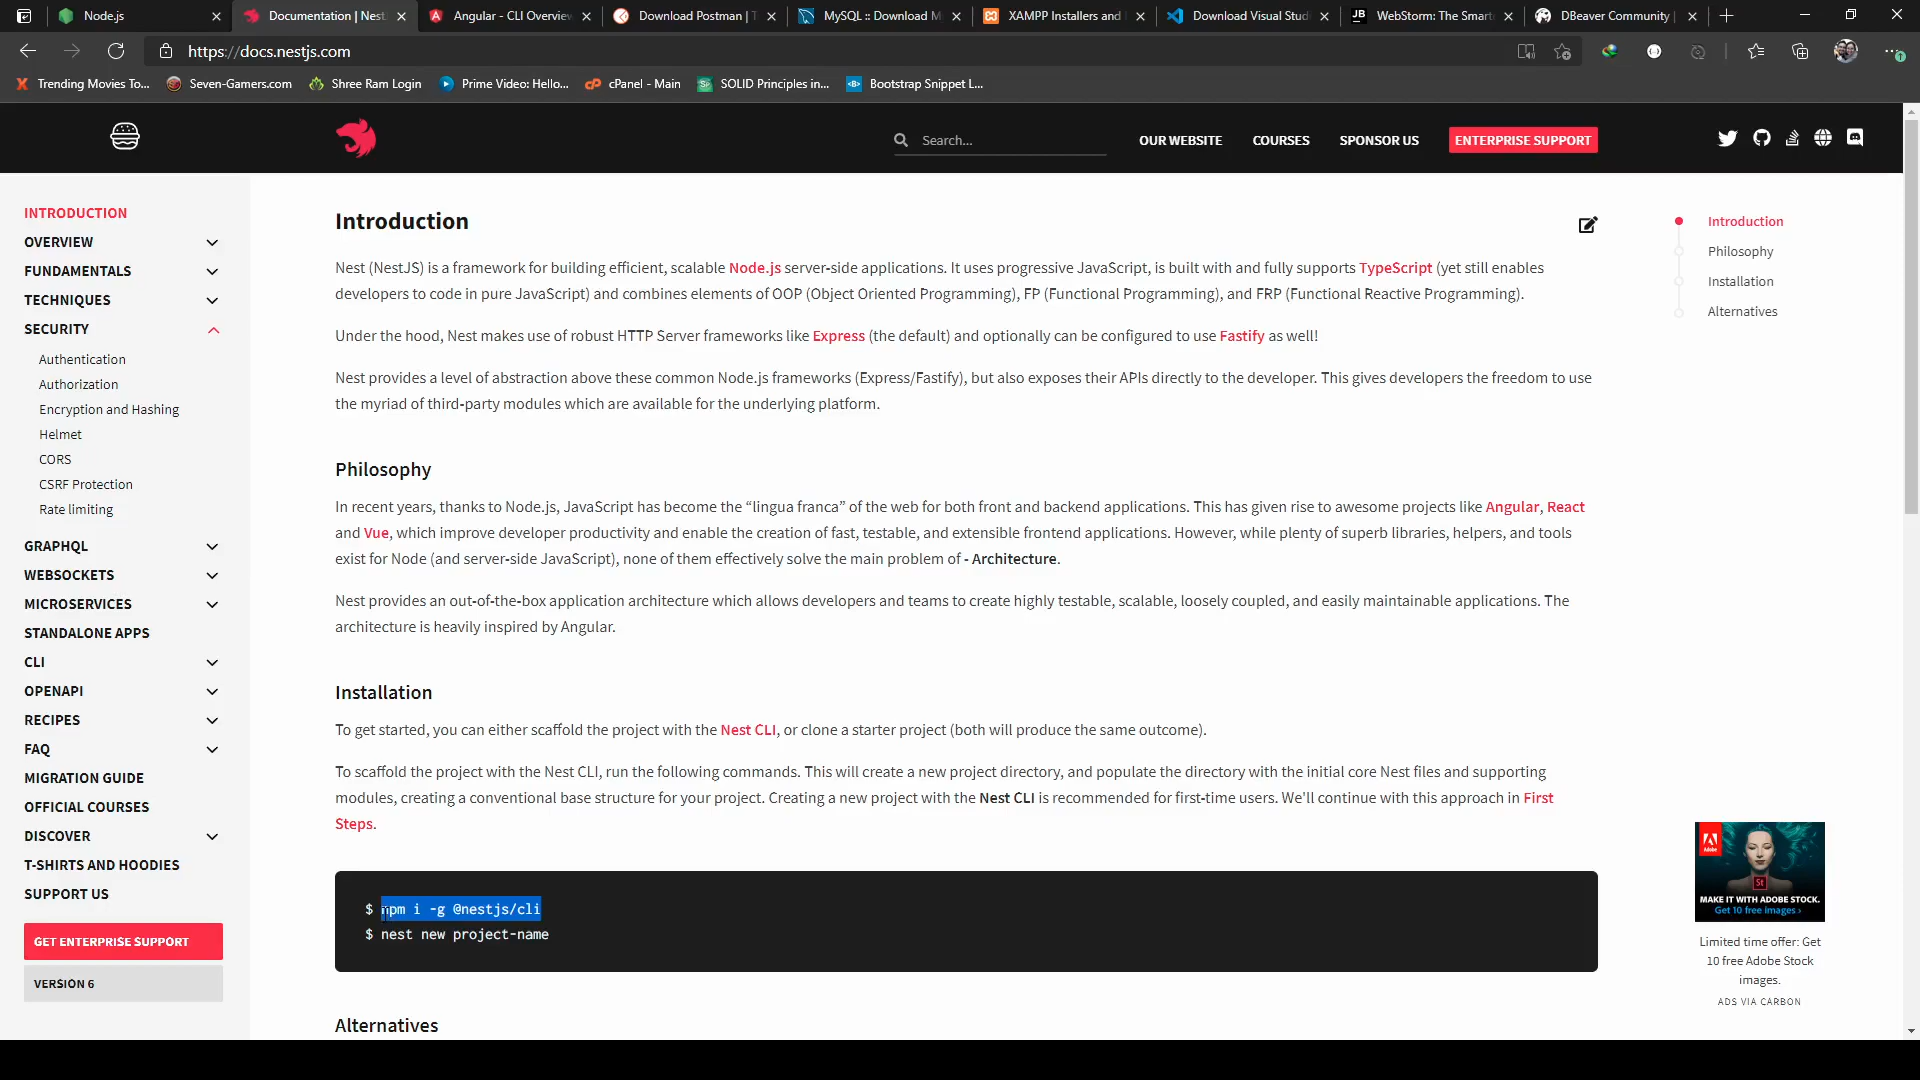 Node.js
Documentation | Nest
Angular - CLI Overview
Download Postman | T
MySQL :: Download M
XAMPP Installers and
Download Visual Studi
JB WebStorm: The Smart
DBeaver Community |
https://docs.nestjs.com
Trending Movies To...
Seven-Gamers.com
Shree Ram Login
Prime Video: Hello...
cPanel - Main
SOLID Principles in...
Bootstrap Snippet L...
Search...
OUR WEBSITE
COURSES
SPONSOR US
ENTERPRISE SUPPORT
INTRODUCTION
OVERVIEW
FUNDAMENTALS
TECHNIQUES
SECURITY
Authentication
Authorization
Encryption and Hashing
Helmet
CORS
CSRF Protection
Rate limiting
GRAPHQL
WEBSOCKETS
MICROSERVICES
STANDALONE APPS
CLI
OPENAPI
RECIPES
FAQ
MIGRATION GUIDE
OFFICIAL COURSES
DISCOVER
T-SHIRTS AND HOODIES
SUPPORT US
GET ENTERPRISE SUPPORT
VERSION 6
Introduction
Nest (NestJS) is a framework for building efficient, scalable Node.js server-side applications. It uses progressive JavaScript, is built with and fully supports TypeScript (yet still enables
developers to code in pure JavaScript) and combines elements of OOP (Object Oriented Programming), FP (Functional Programming), and FRP (Functional Reactive Programming).
Under the hood, Nest makes use of robust HTTP Server frameworks like Express (the default) and optionally can be configured to use Fastify as well!
Nest provides a level of abstraction above these common Node.js frameworks (Express/Fastify), but also exposes their APIs directly to the developer. This gives developers the freedom to use
the myriad of third-party modules which are available for the underlying platform.
Philosophy
In recent years, thanks to Node.js, JavaScript has become the “lingua franca” of the web for both front and backend applications. This has given rise to awesome projects like Angular, React
and Vue, which improve developer productivity and enable the creation of fast, testable, and extensible frontend applications. However, while plenty of superb libraries, helpers, and tools
exist for Node (and server-side JavaScript), none of them effectively solve the main problem of - Architecture.
Nest provides an out-of-the-box application architecture which allows developers and teams to create highly testable, scalable, loosely coupled, and easily maintainable applications. The
architecture is heavily inspired by Angular.
Installation
To get started, you can either scaffold the project with the Nest CLI, or clone a starter project (both will produce the same outcome).
To scaffold the project with the Nest CLI, run the following commands. This will create a new project directory, and populate the directory with the initial core Nest files and supporting
modules, creating a conventional base structure for your project. Creating a new project with the Nest CLI is recommended for first-time users. We'll continue with this approach in First
Steps.
$ npm i -g @nestjs/cli
$ nest new project-name
Alternatives
Introduction
Philosophy
Installation
Alternatives
Adobe
St
MAKE IT WITH ADOBE STOCK.
Get 10 free images ›
Limited time offer: Get
10 free Adobe Stock
images.
ADS VIA CARBON